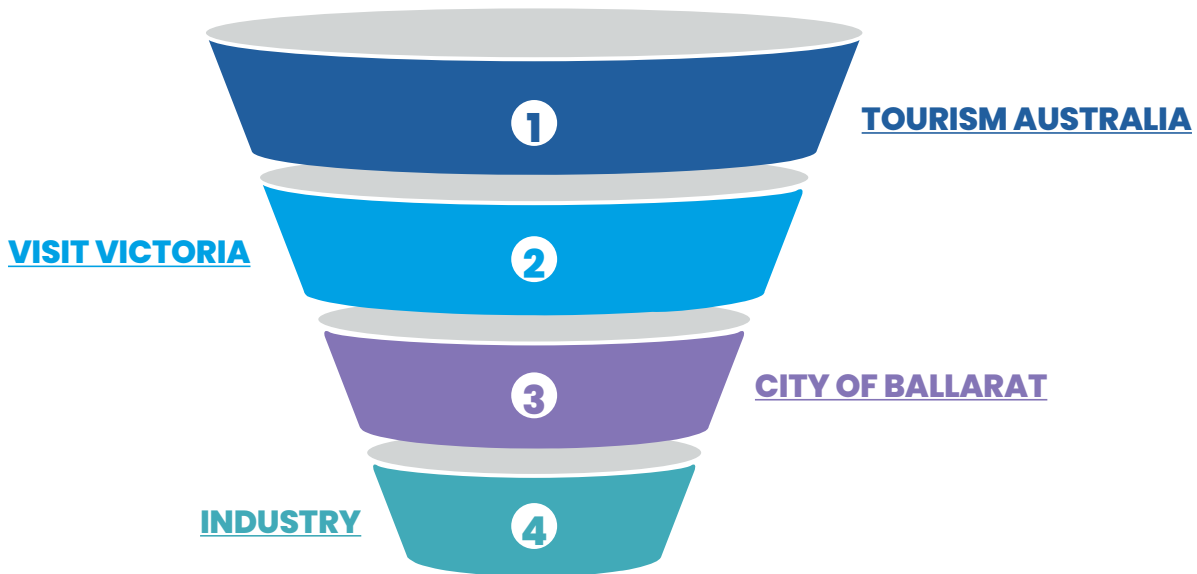 1
TOURISM AUSTRALIA
VISIT VICTORIA
2
3
CITY OF BALLARAT
INDUSTRY
4